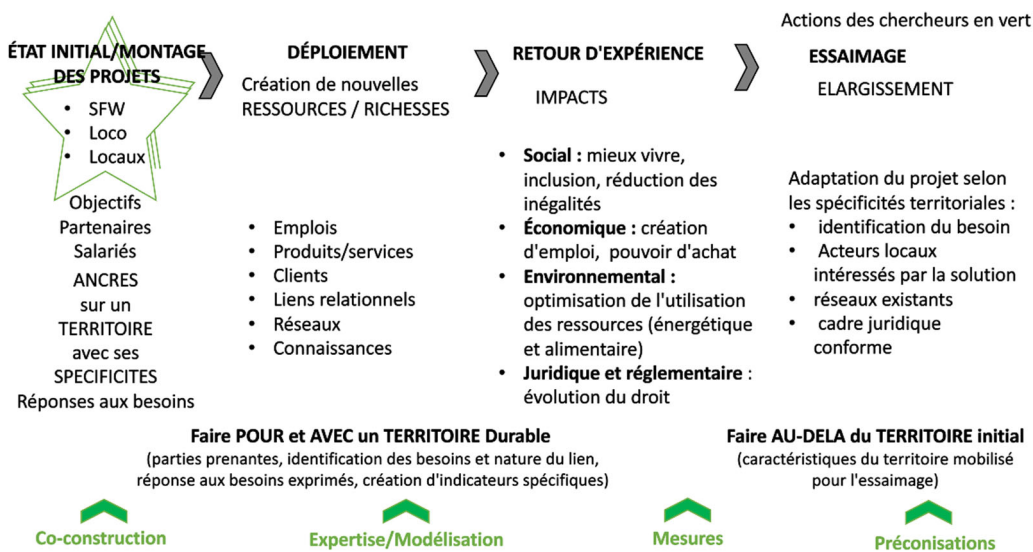 Actions des chercheurs en vert
ÉTAT INITIAL/MONTAGE
DES PROJETS
• SFW
• Loco
• Locaux
Objectifs
Partenaires
Salariés
ANCRES
sur un
TERRITOIRE
avec ses
SPECIFICITES
Réponses aux besoins
DÉPLOIEMENT
Création de nouvelles
RESSOURCES / RICHESSES
• Emplois
• Produits/services
• Clients
• Liens relationnels
• Réseaux
• Connaissances
RETOUR D'EXPÉRIENCE
IMPACTS
• Social : mieux vivre,
inclusion, réduction des
inégalités
• Économique : création
d'emploi, pouvoir d'achat
• Environnemental :
optimisation de l'utilisation
des ressources (énergétique
et alimentaire)
• Juridique et réglementaire :
évolution du droit
ESSAIMAGE
ELARGISSEMENT
Adaptation du projet selon
les spécificités territoriales :
• identification du besoin
• Acteurs locaux
intéressés par la solution
• réseaux existants
• cadre juridique
conforme
Faire POUR et AVEC un TERRITOIRE Durable
(parties prenantes, identification des besoins et nature du lien,
réponse aux besoins exprimés, création d'indicateurs spécifiques)
Faire AU-DELA du TERRITOIRE initial
(caractéristiques du territoire mobilisé
pour l'essaimage)
Co-construction
Expertise/Modélisation
Mesures
Préconisations